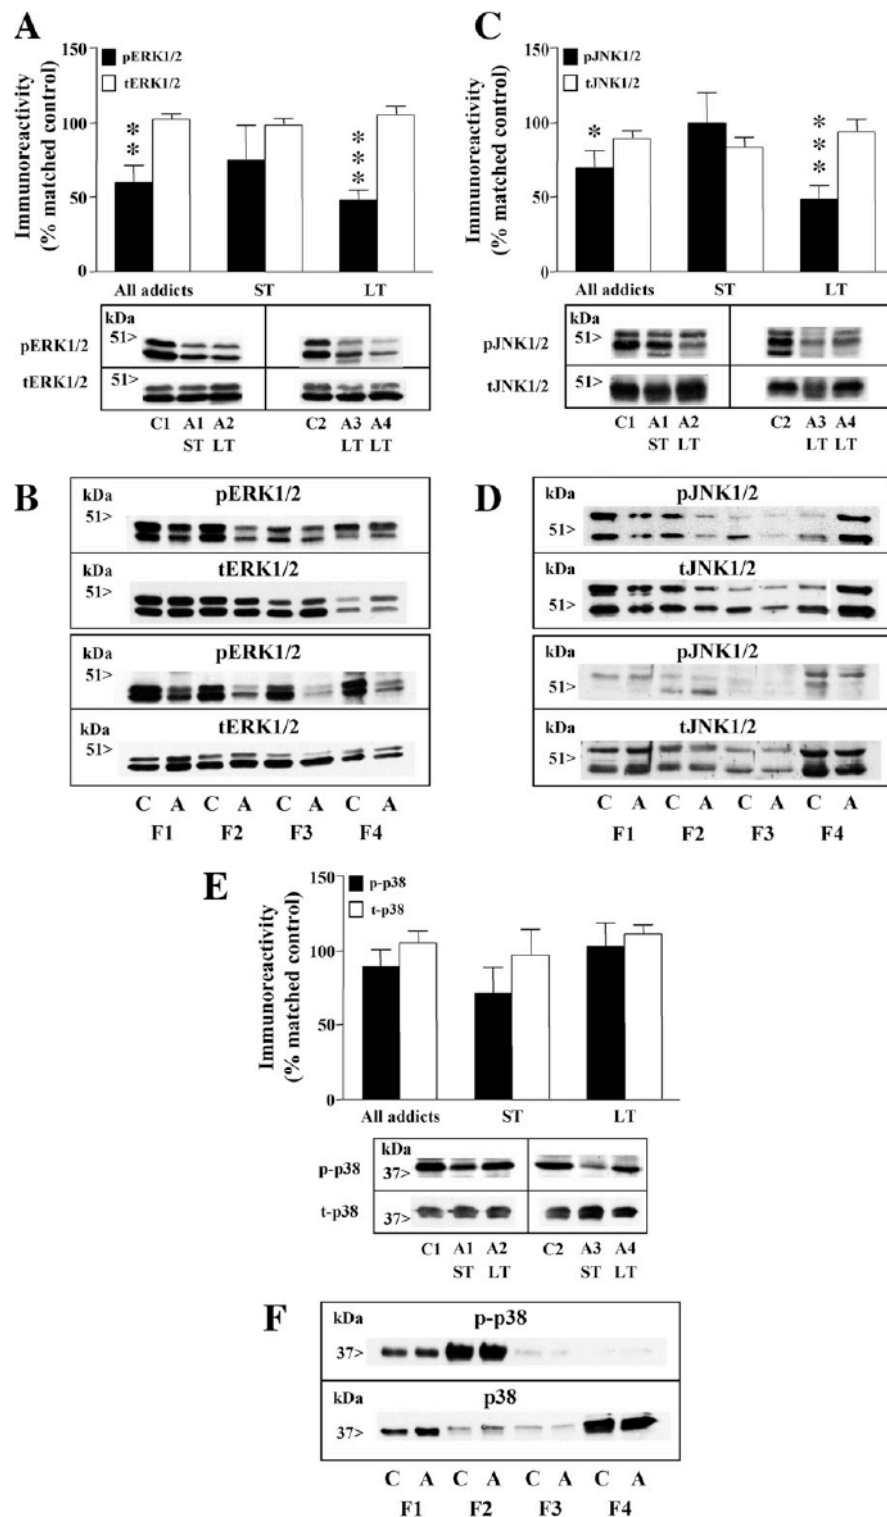 A
150
100
50
0
Immunoreactivity
(% matched control)
pERK1/2
tERK1/2
**
***
All addicts ST LT
kDa
51>
51>
pERK1/2
tERK1/2
C1 A1 A2 C2 A3 A4
ST LT LT LT
C
150
100
50
0
Immunoreactivity
(% matched control)
pJNK1/2
tJNK1/2
*
***
All addicts ST LT
kDa
51>
51>
pJNK1/2
tJNK1/2
C1 A1 A2 C2 A3 A4
ST LT LT LT
B
kDa pERK1/2
51>
kDa tERK1/2
51>
kDa pERK1/2
51>
kDa tERK1/2
51>
C A C A C A C A
F1 F2 F3 F4
D
kDa pJNK1/2
51>
kDa tJNK1/2
51>
kDa pJNK1/2
51>
kDa tJNK1/2
51>
C A C A C A C A
F1 F2 F3 F4
E
150
100
50
0
Immunoreactivity
(% matched control)
p-p38
t-p38
All addicts ST LT
kDa
p-p38 37>
t-p38 37>
C1 A1 A2 C2 A3 A4
ST LT ST LT
F
kDa p-p38
37>
kDa p38
37>
C A C A C A C A
F1 F2 F3 F4